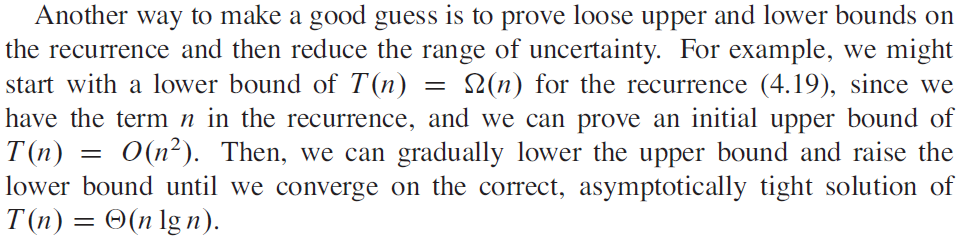 Another way to make a good guess is to prove loose upper and lower bounds on
the recurrence and then reduce the range of uncertainty. For example, we might
start with a lower bound of T(n) = Ω(n) for the recurrence (4.19), since we
have the term n in the recurrence, and we can prove an initial upper bound of
T(n) = O(n²). Then, we can gradually lower the upper bound and raise the
lower bound until we converge on the correct, asymptotically tight solution of
T(n) = Θ(n lg n).